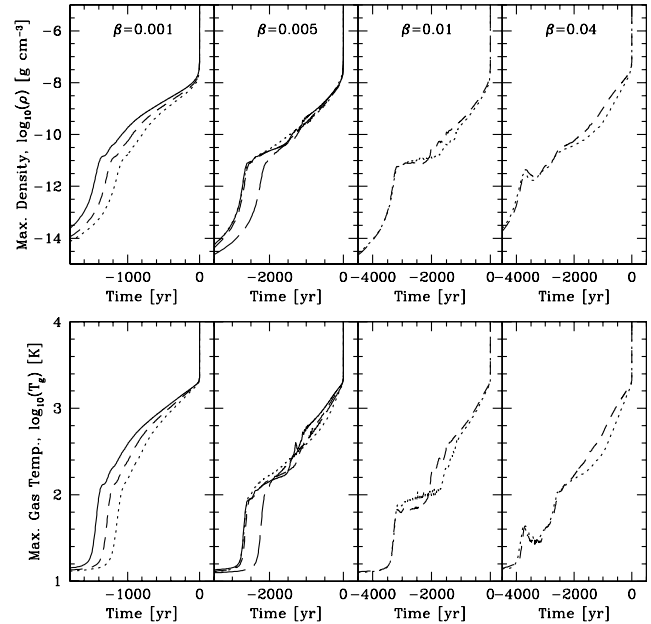 β=0.001 β=0.005 β=0.01 β=0.04
Max. Density, log₁₀(ρ) [g cm⁻³]
-6
-8
-10
-12
-14
-1000 0 -2000 0 -4000 -2000 0 -4000 -2000 0
Time [yr] Time [yr] Time [yr] Time [yr]
Max. Gas Temp., log₁₀(T_g) [K]
4
3
2
1
-1000 0 -2000 0 -4000 -2000 0 -4000 -2000 0
Time [yr] Time [yr] Time [yr] Time [yr]